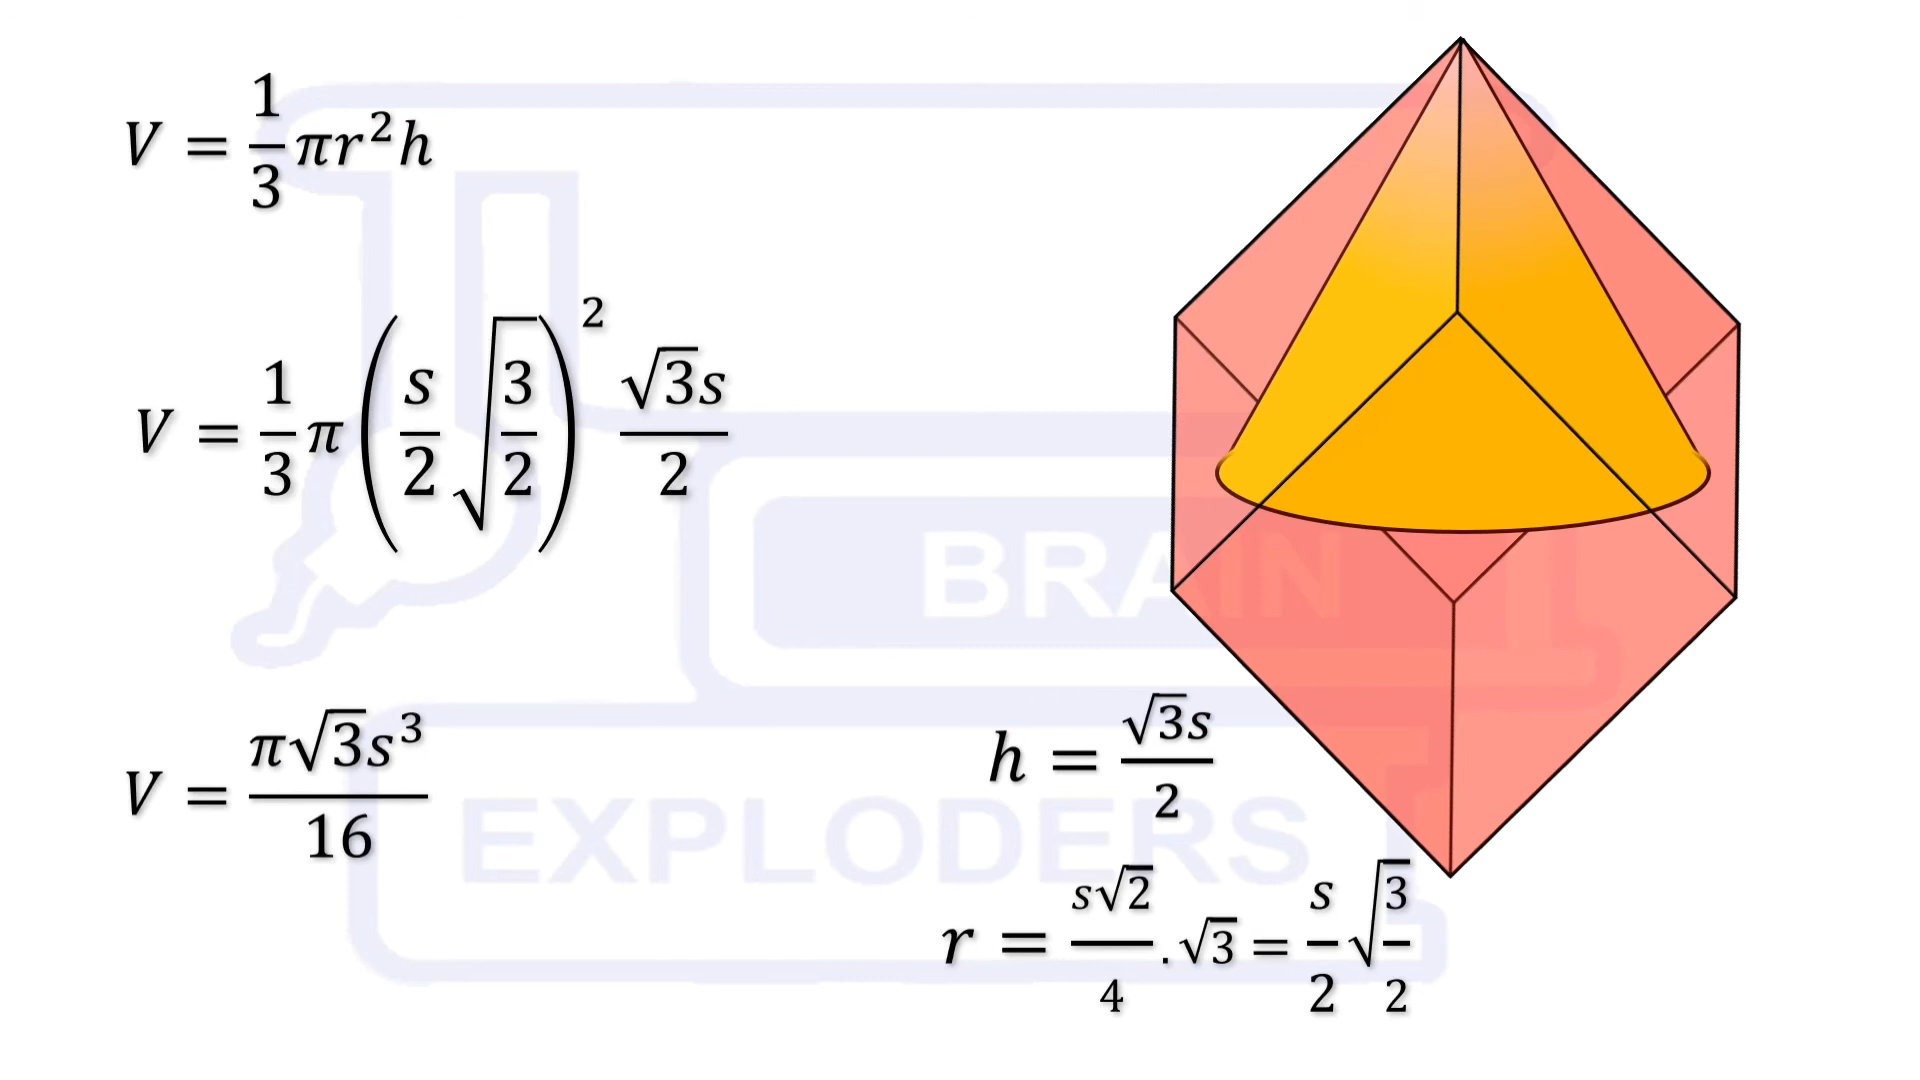 V = 1/3 πr²h
V = 1/3 π (s/2 √(3/2))² √3s/2
V = π√3s³/16
BRAIN
EXPLODERS
h = √3s/2
r = s√2/4 . √3 = s/2 √(3/2)